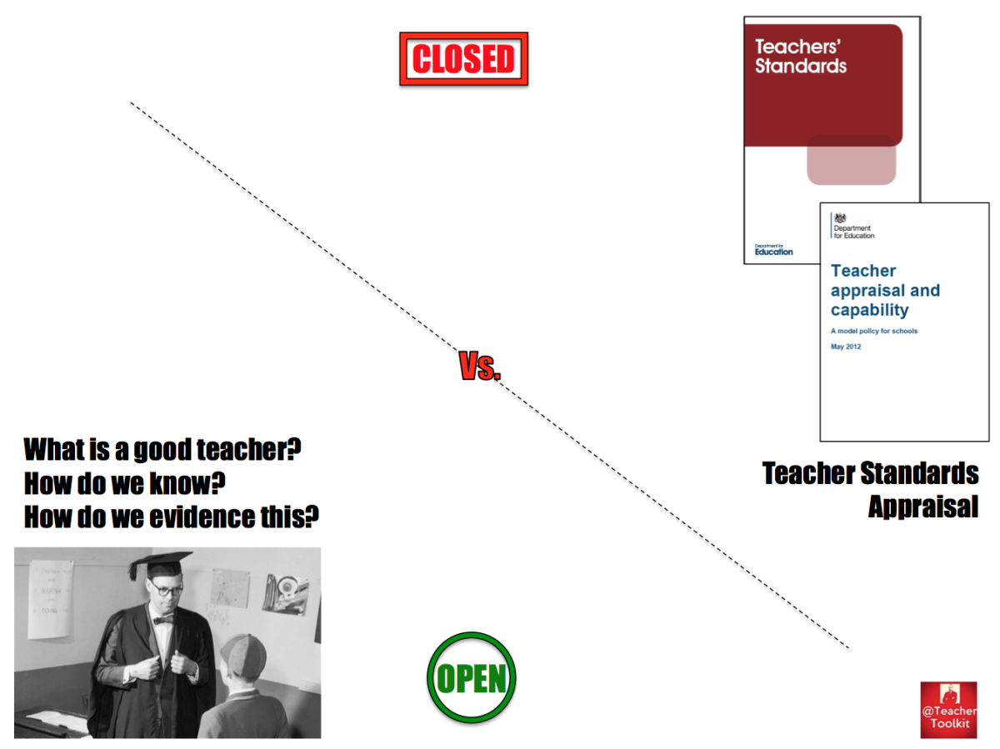 CLOSED
Teachers'
Standards
Department for
Education
Department
for Education
Teacher
appraisal and
capability
A model policy for schools
May 2012
Vs.
What is a good teacher?
How do we know?
How do we evidence this?
Teacher Standards
Appraisal
OPEN
@Teacher
Toolkit